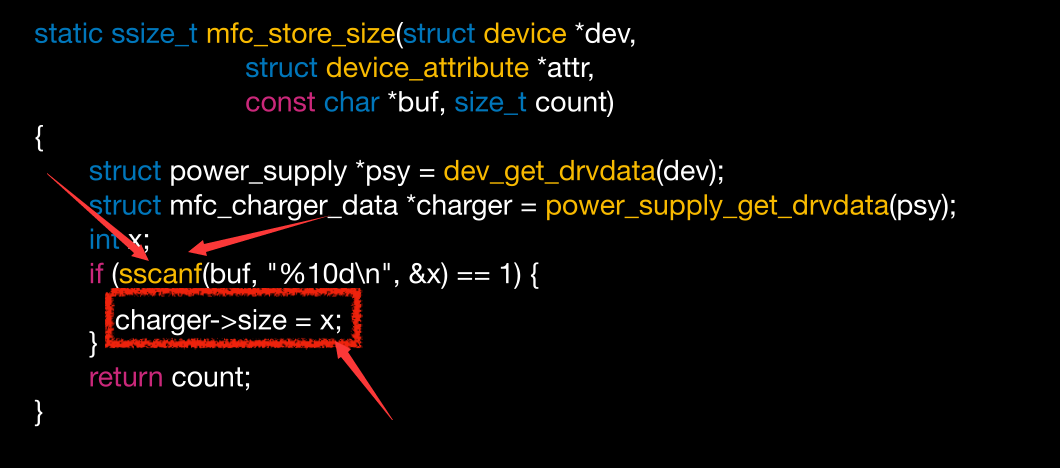 static ssize_t mfc_store_size(struct device *dev,
struct device_attribute *attr,
const char *buf, size_t count)
{
struct power_supply *psy = dev_get_drvdata(dev);
struct mfc_charger_data *charger = power_supply_get_drvdata(psy);
int x;
if (sscanf(buf, "%10d\n", &x) == 1) {
charger->size = x;
}
return count;
}